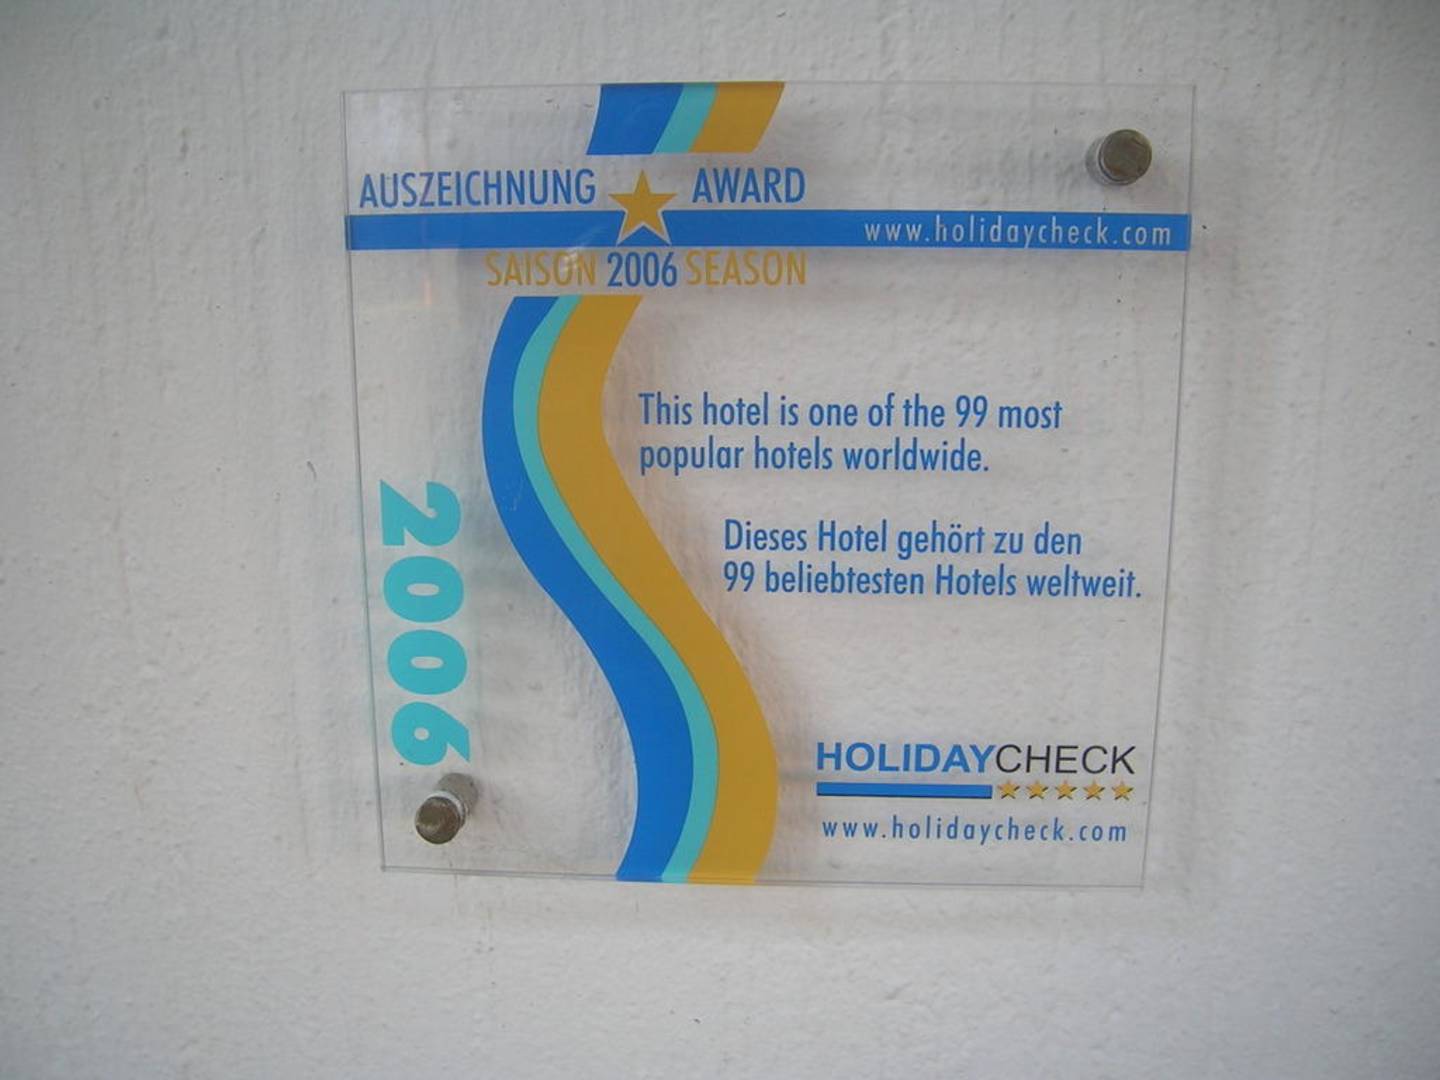 AUSZEICHNUNG AWARD
www.holidaycheck.com
SAISON 2006 SEASON
This hotel is one of the 99 most
popular hotels worldwide.
Dieses Hotel gehört zu den
99 beliebtesten Hotels weltweit.
2006
HOLIDAYCHECK
www.holidaycheck.com